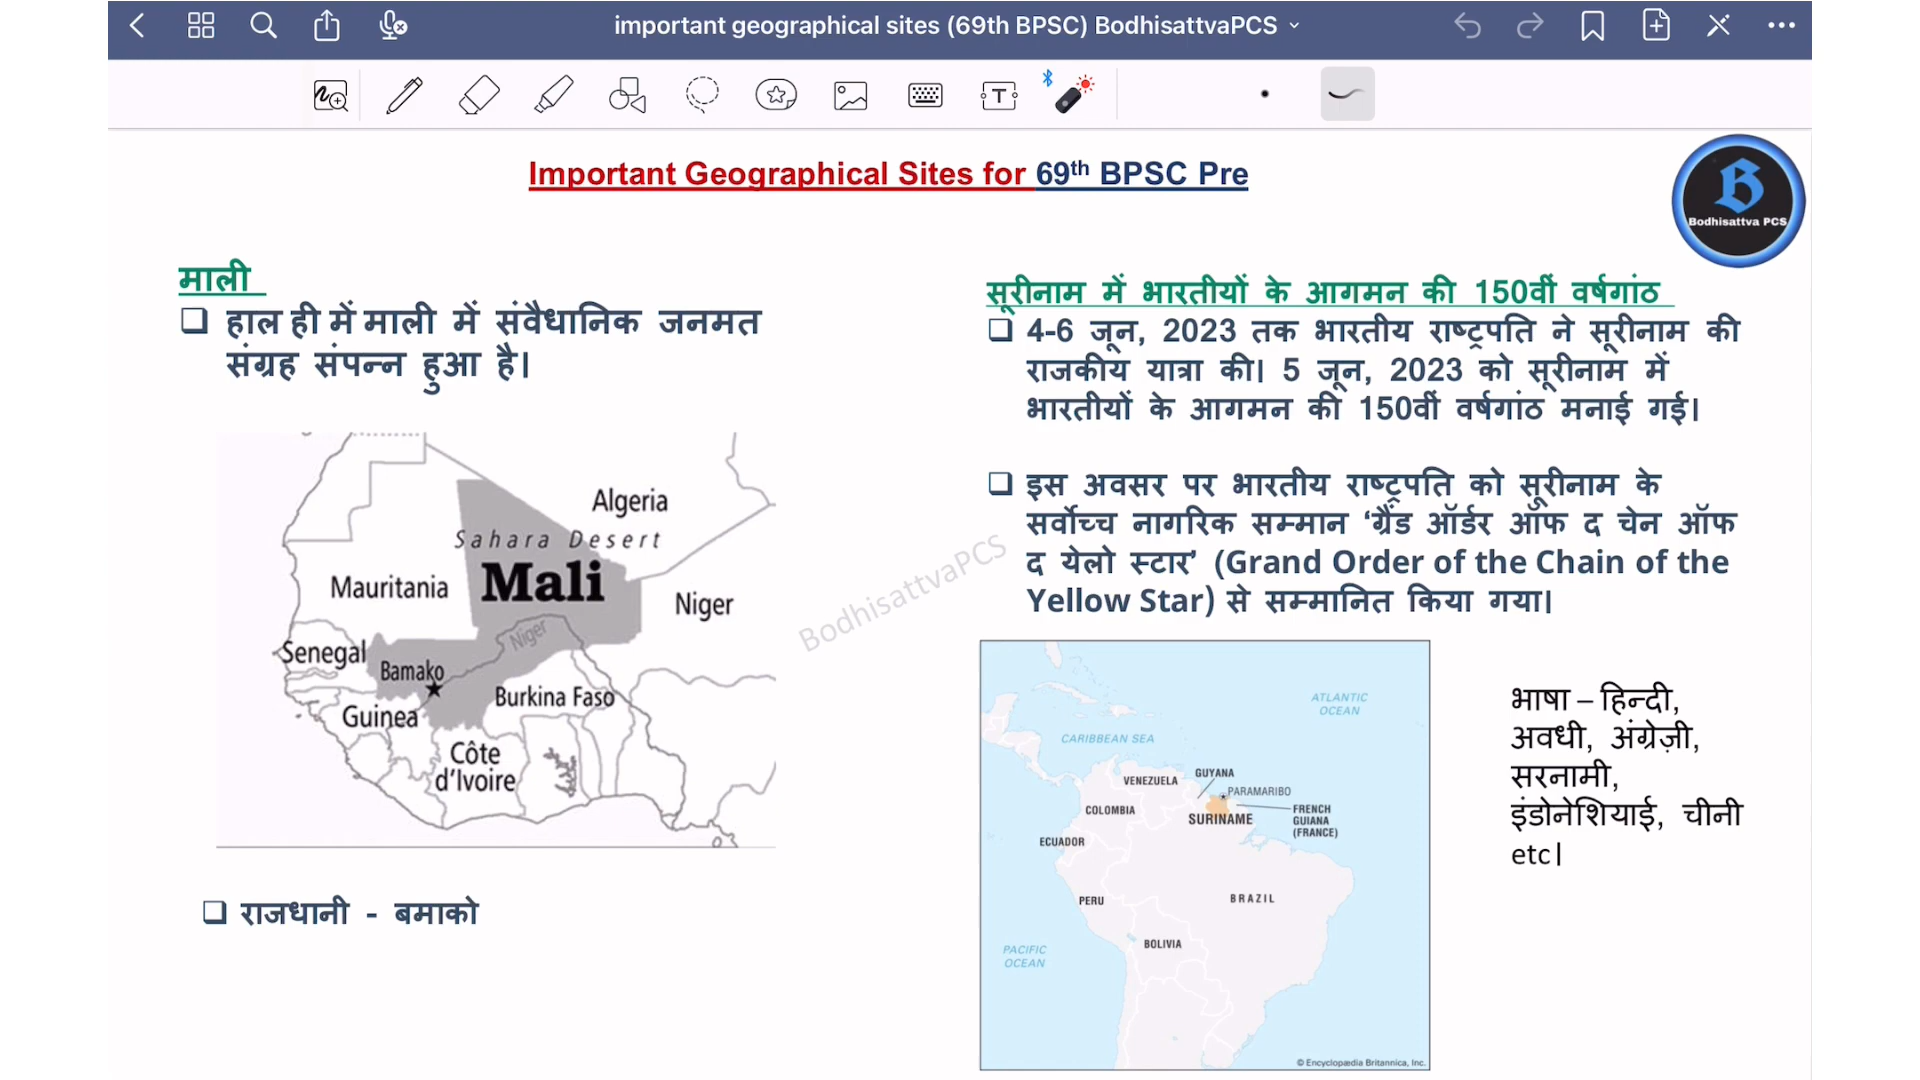 important geographical sites (69th BPSC) BodhisattvaPCS
Important Geographical Sites for 69th BPSC Pre
Bodhisattva PCS
माली
हाल ही में माली में संवैधानिक जनमत
संग्रह संपन्न हुआ है।
Algeria
Sahara Desert
Mali
Mauritania
Niger
Niger
Senegal
Bamako
Burkina Faso
Guinea
Côte
d'Ivoire
राजधानी - बमाको
BodhisattvaPCS
सूरीनाम में भारतीयों के आगमन की 150वीं वर्षगांठ
4-6 जून, 2023 तक भारतीय राष्ट्रपति ने सूरीनाम की
राजकीय यात्रा की। 5 जून, 2023 को सूरीनाम में
भारतीयों के आगमन की 150वीं वर्षगांठ मनाई गई।
इस अवसर पर भारतीय राष्ट्रपति को सूरीनाम के
सर्वोच्च नागरिक सम्मान ‘ग्रैंड ऑर्डर ऑफ द चेन ऑफ
द येलो स्टार’ (Grand Order of the Chain of the
Yellow Star) से सम्मानित किया गया।
ATLANTIC
OCEAN
CARIBBEAN SEA
VENEZUELA
GUYANA
PARAMARIBO
COLOMBIA
SURINAME
FRENCH
GUIANA
(FRANCE)
ECUADOR
PERU
BRAZIL
BOLIVIA
PACIFIC
OCEAN
© Encyclopædia Britannica, Inc.
भाषा – हिन्दी,
अवधी, अंग्रेज़ी,
सरनामी,
इंडोनेशियाई, चीनी
etc।